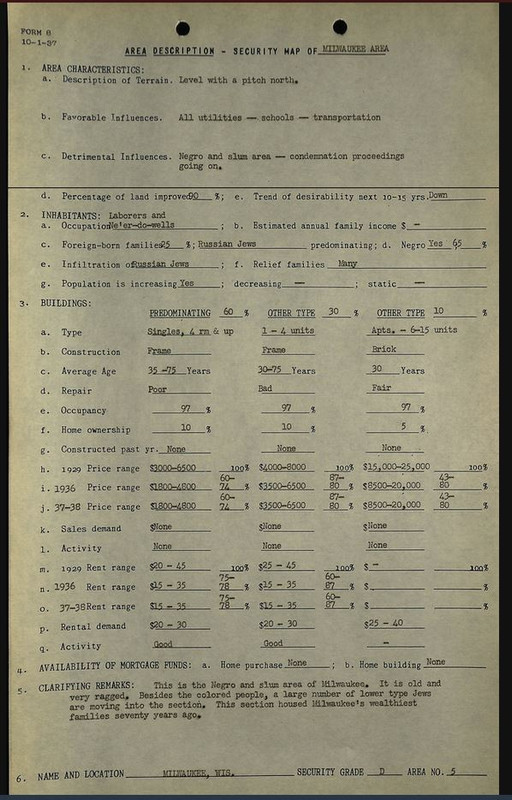 FORM 8
10-1-37
AREA DESCRIPTION - SECURITY MAP OF MILWAUKEE AREA
1. AREA CHARACTERISTICS:
a. Description of Terrain. Level with a pitch north.
b. Favorable Influences. All utilities — schools — transportation
c. Detrimental Influences. Negro and slum area — condemnation proceedings
going on.
d. Percentage of land improved 90 %; e. Trend of desirability next 10-15 yrs. Down
2. INHABITANTS: Laborers and
a. Occupation Ne'er-do-wells ; b. Estimated annual family income $ —
c. Foreign-born families 25 %; Russian Jews predominating; d. Negro Yes 65 %
e. Infiltration of Russian Jews ; f. Relief families Many
g. Population is increasing Yes ; decreasing — ; static —
3. BUILDINGS:
PREDOMINATING 60 % OTHER TYPE 30 % OTHER TYPE 10 %
a. Type Singles, 4 rm & up 1 - 4 units Apts. - 6-15 units
b. Construction Frame Frame Brick
c. Average Age 35 -75 Years 30-75 Years 30 Years
d. Repair Poor Bad Fair
e. Occupancy 97 % 97 % 97 %
f. Home ownership 10 % 10 % 5 %
g. Constructed past yr. None None None
h. 1929 Price range $3000-6500 100% $4000-8000 100% $15,000-25,000 100%
60- 87- 43-
i. 1936 Price range $1800-4800 74 % $3500-6500 80 % $8500-20,000 80 %
60- 87- 43-
j. 37-38 Price range $1800-4800 74 % $3500-6500 80 % $8500-20,000 80 %
k. Sales demand $None $None $None
l. Activity None None None
m. 1929 Rent range $20 - 45 100% $25 - 45 100% $ - 100%
75- 60-
n. 1936 Rent range $15 - 35 78 % $15 - 35 87 % $ %
75- 60-
o. 37-38 Rent range $15 - 35 78 % $15 - 35 87 % $ %
p. Rental demand $20 - 30 $20 - 30 $25 - 40
q. Activity Good Good —
4. AVAILABILITY OF MORTGAGE FUNDS: a. Home purchase None ; b. Home building None
5. CLARIFYING REMARKS: This is the Negro and slum area of Milwaukee. It is old and
very ragged. Besides the colored people, a large number of lower type Jews
are moving into the section. This section housed Milwaukee's wealthiest
families seventy years ago.
6. NAME AND LOCATION MILWAUKEE, WIS. SECURITY GRADE D AREA NO. 5